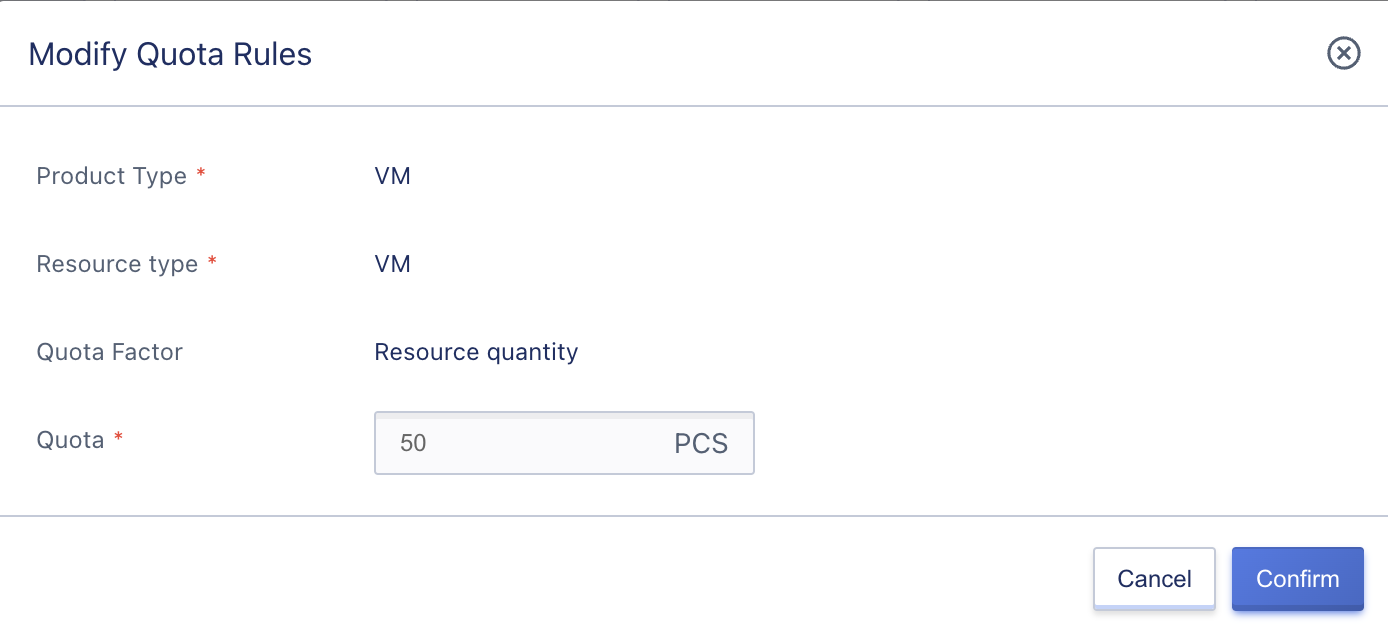 Modify Quota Rules
Product Type * VM
Resource type * VM
Quota Factor Resource quantity
Quota * 50 PCS
Cancel Confirm